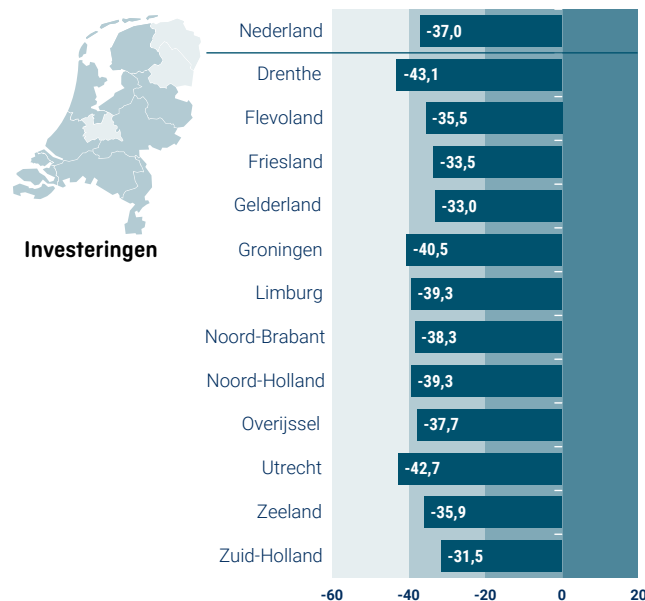 Investeringen
Nederland -37,0
Drenthe -43,1
Flevoland -35,5
Friesland -33,5
Gelderland -33,0
Groningen -40,5
Limburg -39,3
Noord-Brabant -38,3
Noord-Holland -39,3
Overijssel -37,7
Utrecht -42,7
Zeeland -35,9
Zuid-Holland -31,5
-60 -40 -20 0 20